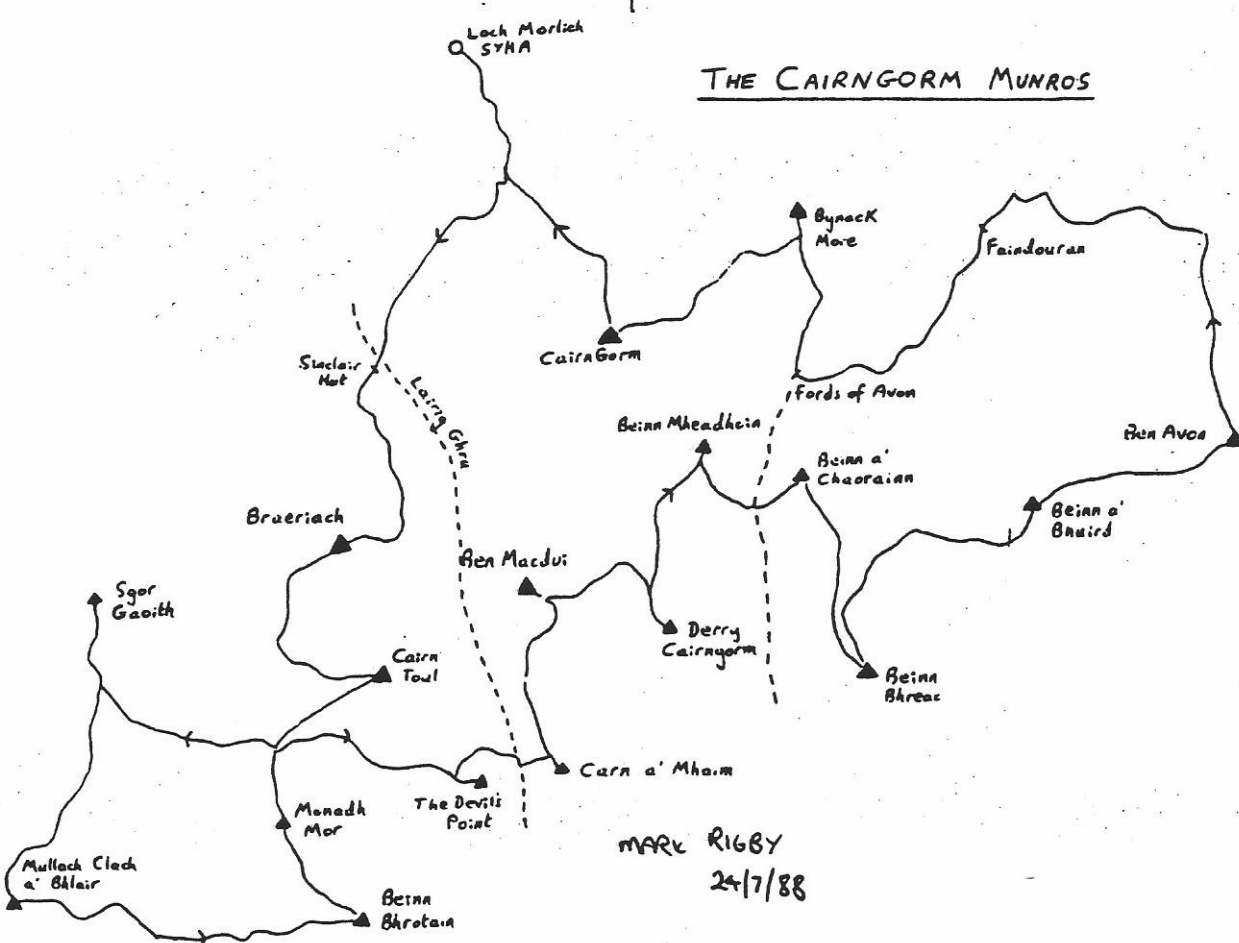 Loch Morlich
SYHA
THE CAIRNGORM MUNROS
Bynack
More
Faindouran
CairnGorm
Sinclair
Hut
Lairig Ghru
Fords of Avon
Beinn Mheadhoin
Ben Avon
Beinn a'
Chaorainn
Braeriach
Beinn a'
Bhuird
Ben Macdui
Sgor
Gaoith
Derry
Cairngorm
Cairn
Toul
Beinn
Bhreac
Carn a' Mhaim
The Devil's
Point
Monadh
Mor
MARK RIGBY
24/7/88
Mullach Clach
a' Bhlair
Beinn
Bhrotain